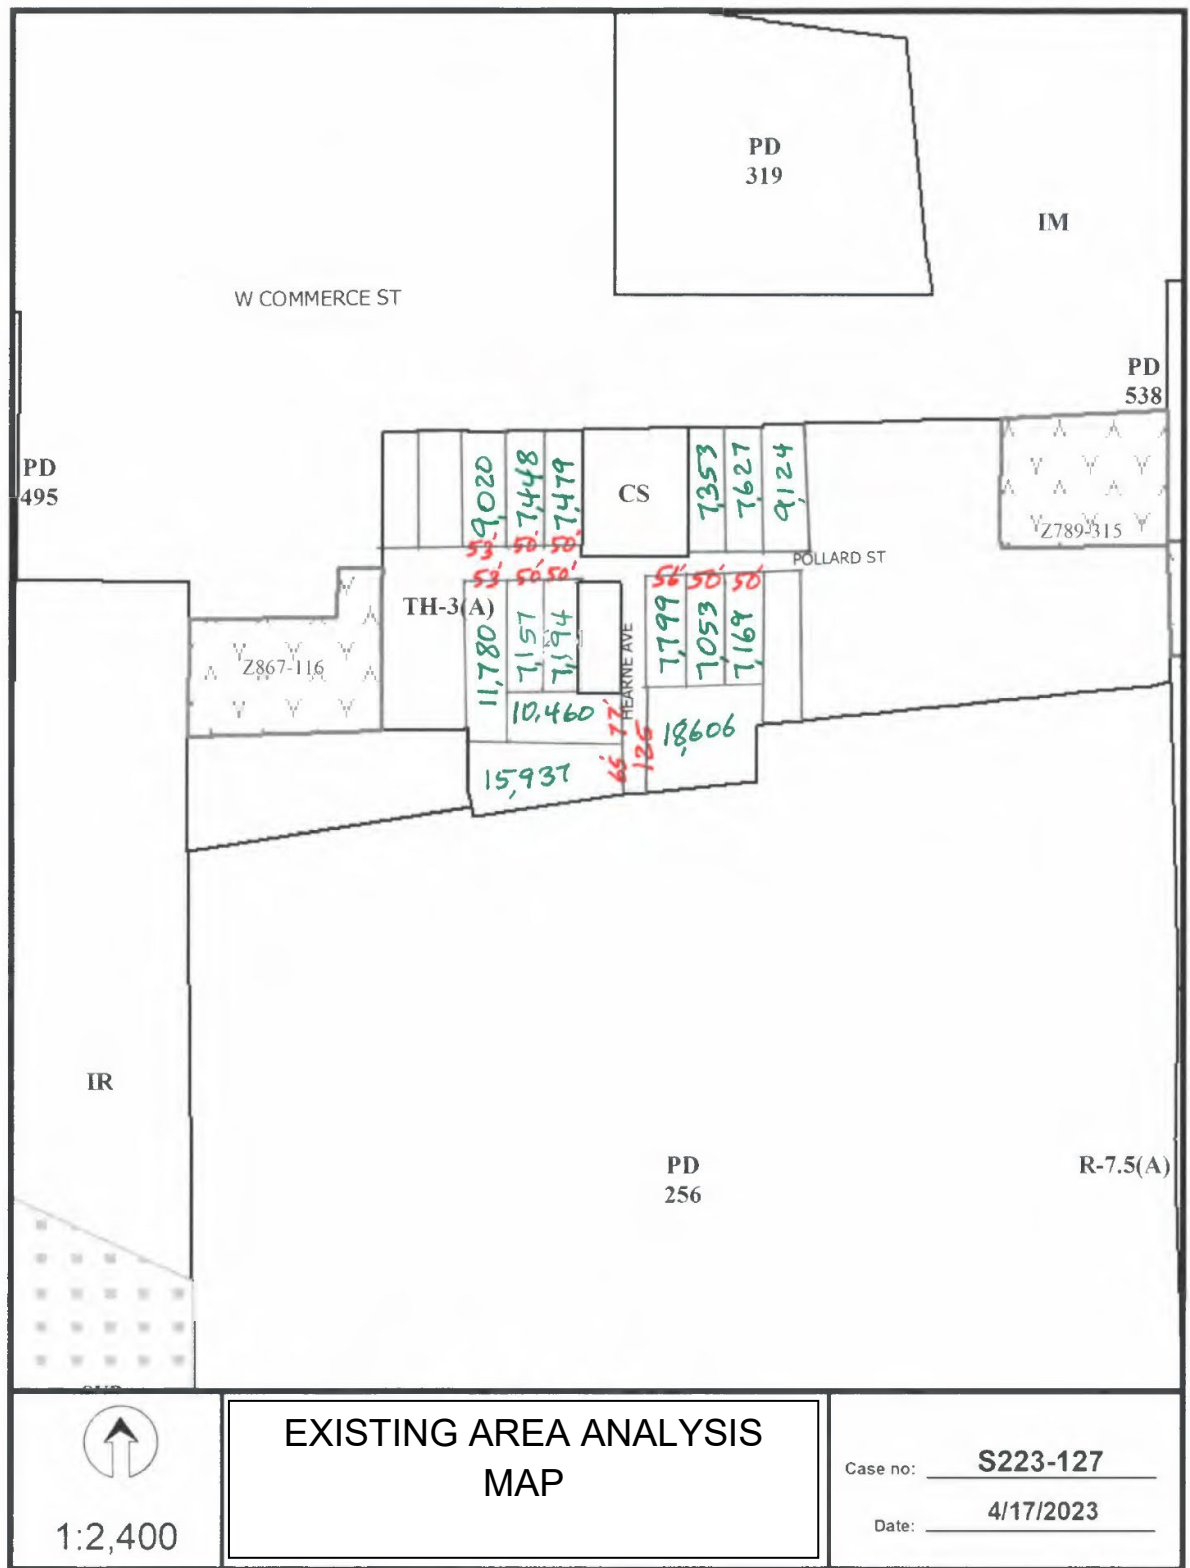 PD
319
IM
W COMMERCE ST
PD
538
PD
495
9,020
7,448
7,479
CS
7,353
7,627
9,124
Z789-315
53'
50'
50'
POLLARD ST
53'
50'
50'
56'
50'
50'
TH-3(A)
11,780
7,157
7,194
HEARNE AVE
7,799
7,053
7,169
Z867-116
10,460
77'
126
18,606
65'
15,937
IR
PD
256
R-7.5(A)
1:2,400
EXISTING AREA ANALYSIS
MAP
Case no: S223-127
Date: 4/17/2023